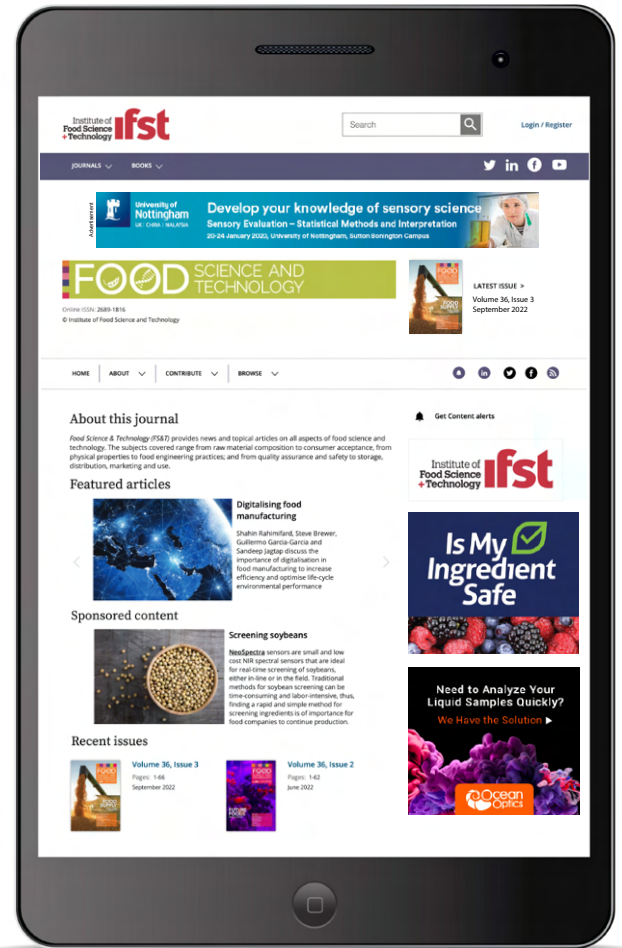 Institute of
Food Science
+Technology
ifst
Search
Login / Register
JOURNALS
BOOKS
Advertisement
University of
Nottingham
UK | CHINA | MALAYSIA
Develop your knowledge of sensory science
Sensory Evaluation – Statistical Methods and Interpretation
20-24 January 2023, University of Nottingham, Sutton Bonington Campus
FOOD SCIENCE AND
TECHNOLOGY
Online ISSN: 2689-1816
© Institute of Food Science and Technology
LATEST ISSUE >
Volume 36, Issue 3
September 2022
HOME
ABOUT
CONTRIBUTE
BROWSE
About this journal
Food Science & Technology (FS&T) provides news and topical articles on all aspects of food science and
technology. The subjects covered range from raw material composition to consumer acceptance, from
physical properties to food engineering practices; and from quality assurance and safety to storage,
distribution, marketing and use.
Get Content alerts
Institute of
Food Science
+Technology
ifst
Featured articles
Digitalising food
manufacturing
Shahin Rahimifard, Steve Brewer,
Guillermo Garcia-Garcia and
Sandeep Jagtap discuss the
importance of digitalisation in
food manufacturing to increase
efficiency and optimise life-cycle
environmental performance
Is My
Ingredient
Safe
Sponsored content
Screening soybeans
NeoSpectra sensors are small and low
cost NIR spectral sensors that are ideal
for real-time screening of soybeans,
either in-line or in the field. Traditional
methods for soybean screening can be
time-consuming and labor-intensive, thus,
finding a rapid and simple method for
screening ingredients is of importance for
food companies to continue production.
Need to Analyze Your
Liquid Samples Quickly?
We Have the Solution
Ocean
Optics
Recent issues
Volume 36, Issue 3
Pages: 1-66
September 2022
Volume 36, Issue 2
Pages: 1-62
June 2022
FOOD
FUTURE
FOODS